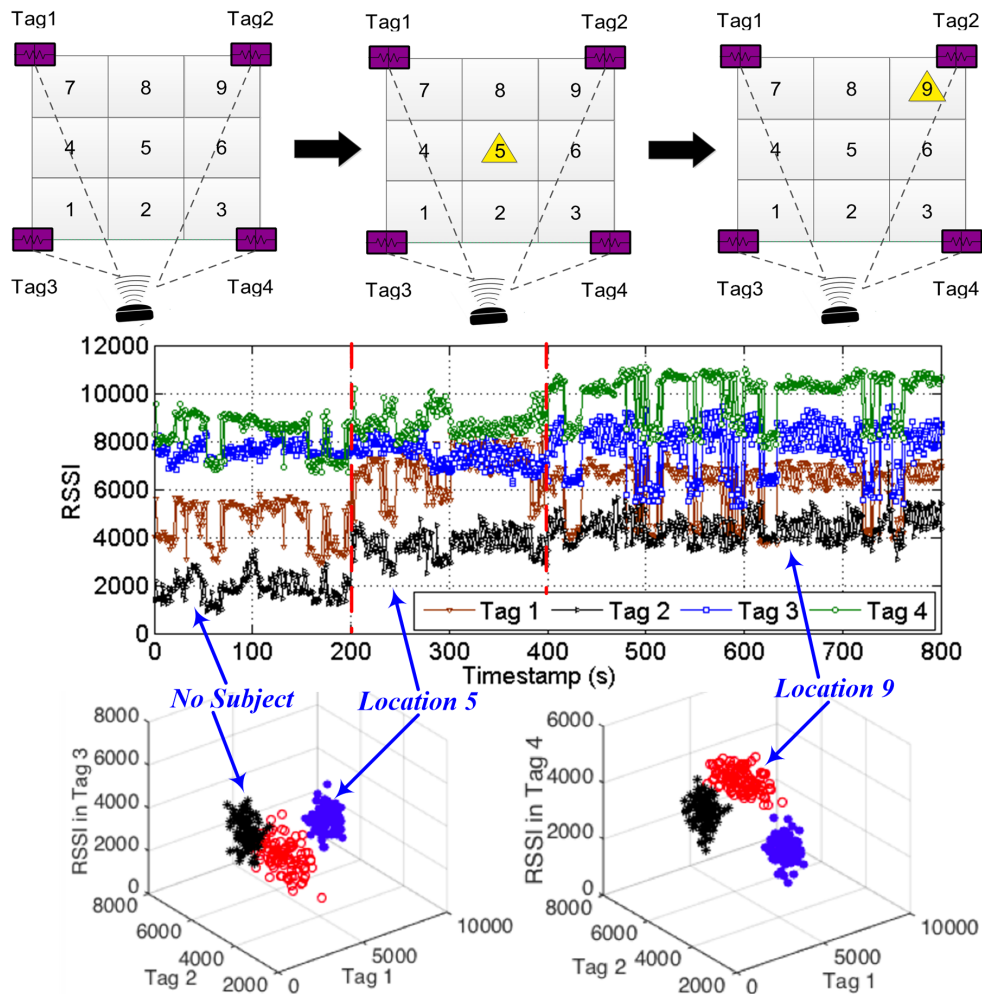 Tag1 Tag2 Tag1 Tag2 Tag1 Tag2
7 8 9 7 8 9 7 8 9
4 5 6 4 5 6 4 5 6
1 2 3 1 2 3 1 2 3
Tag3 Tag4 Tag3 Tag4 Tag3 Tag4
12000
10000
8000
6000
4000
2000
0
RSSI
Tag 1 Tag 2 Tag 3 Tag 4
0 100 200 300 400 500 600 700 800
Timestamp (s)
No Subject Location 5 Location 9
8000
6000
4000
2000
0
RSSI in Tag 3
8000
6000
4000
2000
Tag 2
0
5000
10000
Tag 1
6000
4000
2000
0
RSSI in Tag 4
8000
6000
4000
2000
Tag 2
0
5000
10000
Tag 1